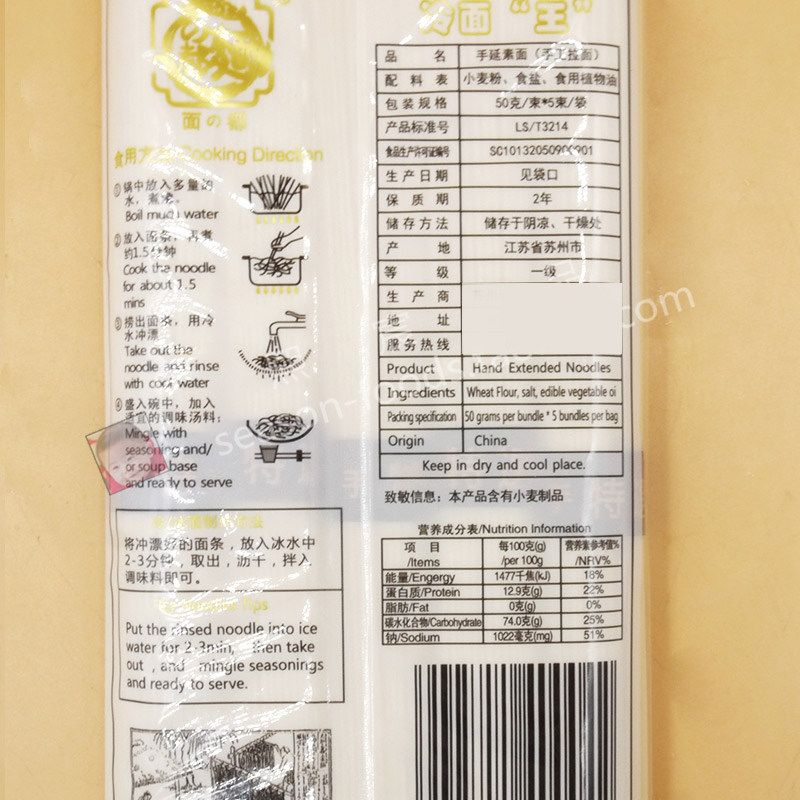 面の都
食用方法/Cooking Direction
①锅中放入多量的
水，煮沸。
Boil much water
②放入面条，再煮
约1.5分钟
Cook the noodle
for about 1.5
mins
③捞出面条，用冷
水冲漂
Take out the
noodle and rinse
with cool water
④盛入碗中，加入
适宜的调味汤料；
Mingle with
seasoning and/
or soup base
and ready to serve
将冲漂好的面条，放入冰水中
2-3分钟，取出，沥干，拌入
调味料即可。
Tips
Put the rinsed noodle into ice
water for 2-3min, then take
out , and mingle seasonings
and ready to serve.
冷面“王”
品名 手延素面（手工拉面）
配料表 小麦粉、食盐、食用植物油
包装规格 50克/束*5束/袋
产品标准号 LS/T3214
食品生产许可证编号 SC10132050900901
生产日期 见袋口
保质期 2年
储存方法 储存于阴凉、干燥处
产地 江苏省苏州市
等级 一级
生产商
地址
服务热线
Product Hand Extended Noodles
Ingredients Wheat Flour, salt, edible vegetable oi
Packing specification 50 grams per bundle * 5 bundles per bag
Origin China
Keep in dry and cool place.
致敏信息：本产品含有小麦制品
营养成分表/Nutrition Information
项目/Items 每100克(g)/per 100g 营养素参考值%/NRV%
能量/Engergy 1477千焦(kJ) 18%
蛋白质/Protein 12.9克(g) 22%
脂肪/Fat 0克(g) 0%
碳水化合物/Carbohydrate 74.0克(g) 25%
钠/Sodium 1022毫克(mg) 51%